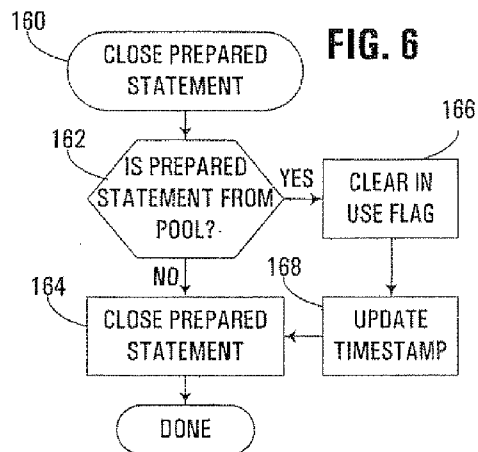 160
CLOSE PREPARED
STATEMENT
FIG. 6
162
IS PREPARED
STATEMENT FROM
POOL?
YES
166
CLEAR IN
USE FLAG
NO
164
CLOSE PREPARED
STATEMENT
168
UPDATE
TIMESTAMP
DONE